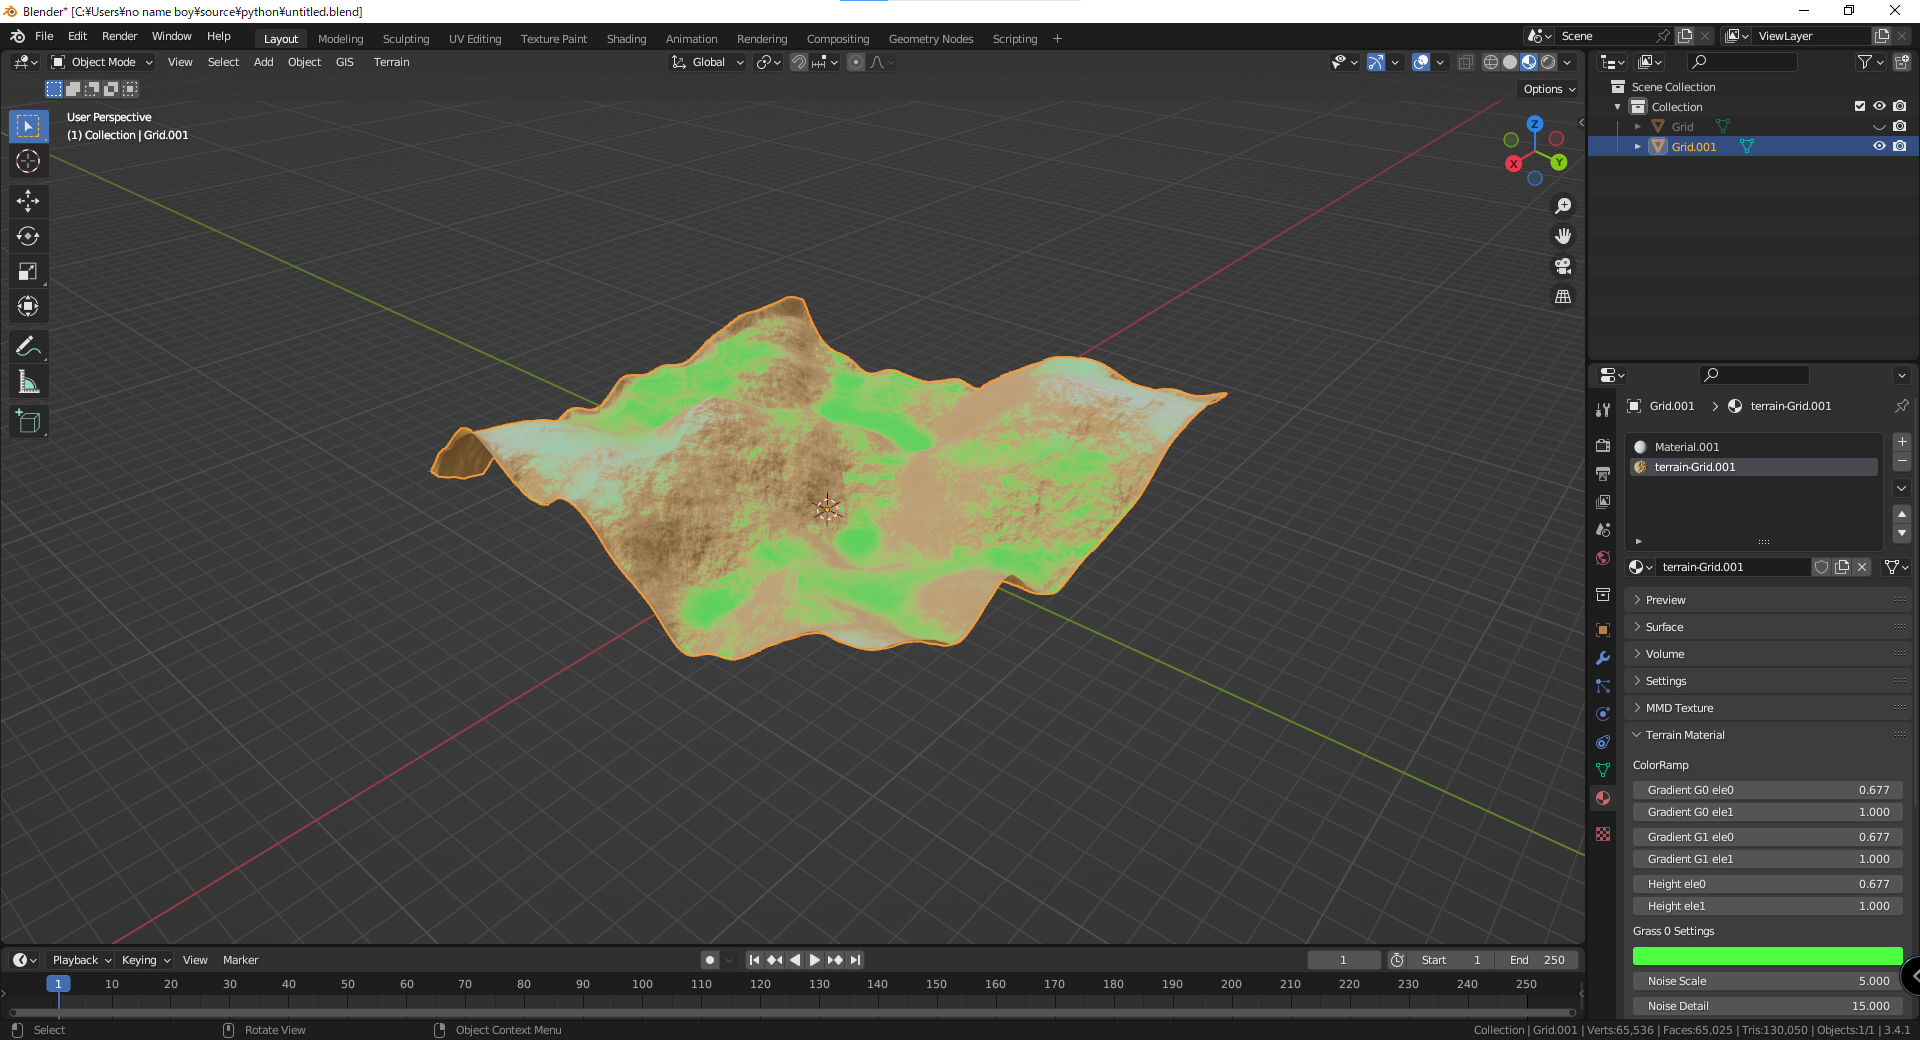 Blender* [C:¥Users¥no name boy¥source¥python¥untitled.blend]
File Edit Render Window Help Layout Modeling Sculpting UV Editing Texture Paint Shading Animation Rendering Compositing Geometry Nodes Scripting + Scene ViewLayer
Object Mode View Select Add Object GIS Terrain Global
Options
User Perspective
(1) Collection | Grid.001
Z
X
Y
Scene Collection
Collection
Grid
Grid.001
Grid.001 > terrain-Grid.001
Material.001
terrain-Grid.001
terrain-Grid.001
Preview
Surface
Volume
Settings
MMD Texture
Terrain Material
ColorRamp
Gradient G0 ele0 0.677
Gradient G0 ele1 1.000
Gradient G1 ele0 0.677
Gradient G1 ele1 1.000
Height ele0 0.677
Height ele1 1.000
Grass 0 Settings
Noise Scale 5.000
Noise Detail 15.000
Playback Keying View Marker 1 Start 1 End 250
1 10 20 30 40 50 60 70 80 90 100 110 120 130 140 150 160 170 180 190 200 210 220 230 240 250
Select Rotate View Object Context Menu Collection | Grid.001 | Verts:65,536 | Faces:65,025 | Tris:130,050 | Objects:1/1 | 3.4.1